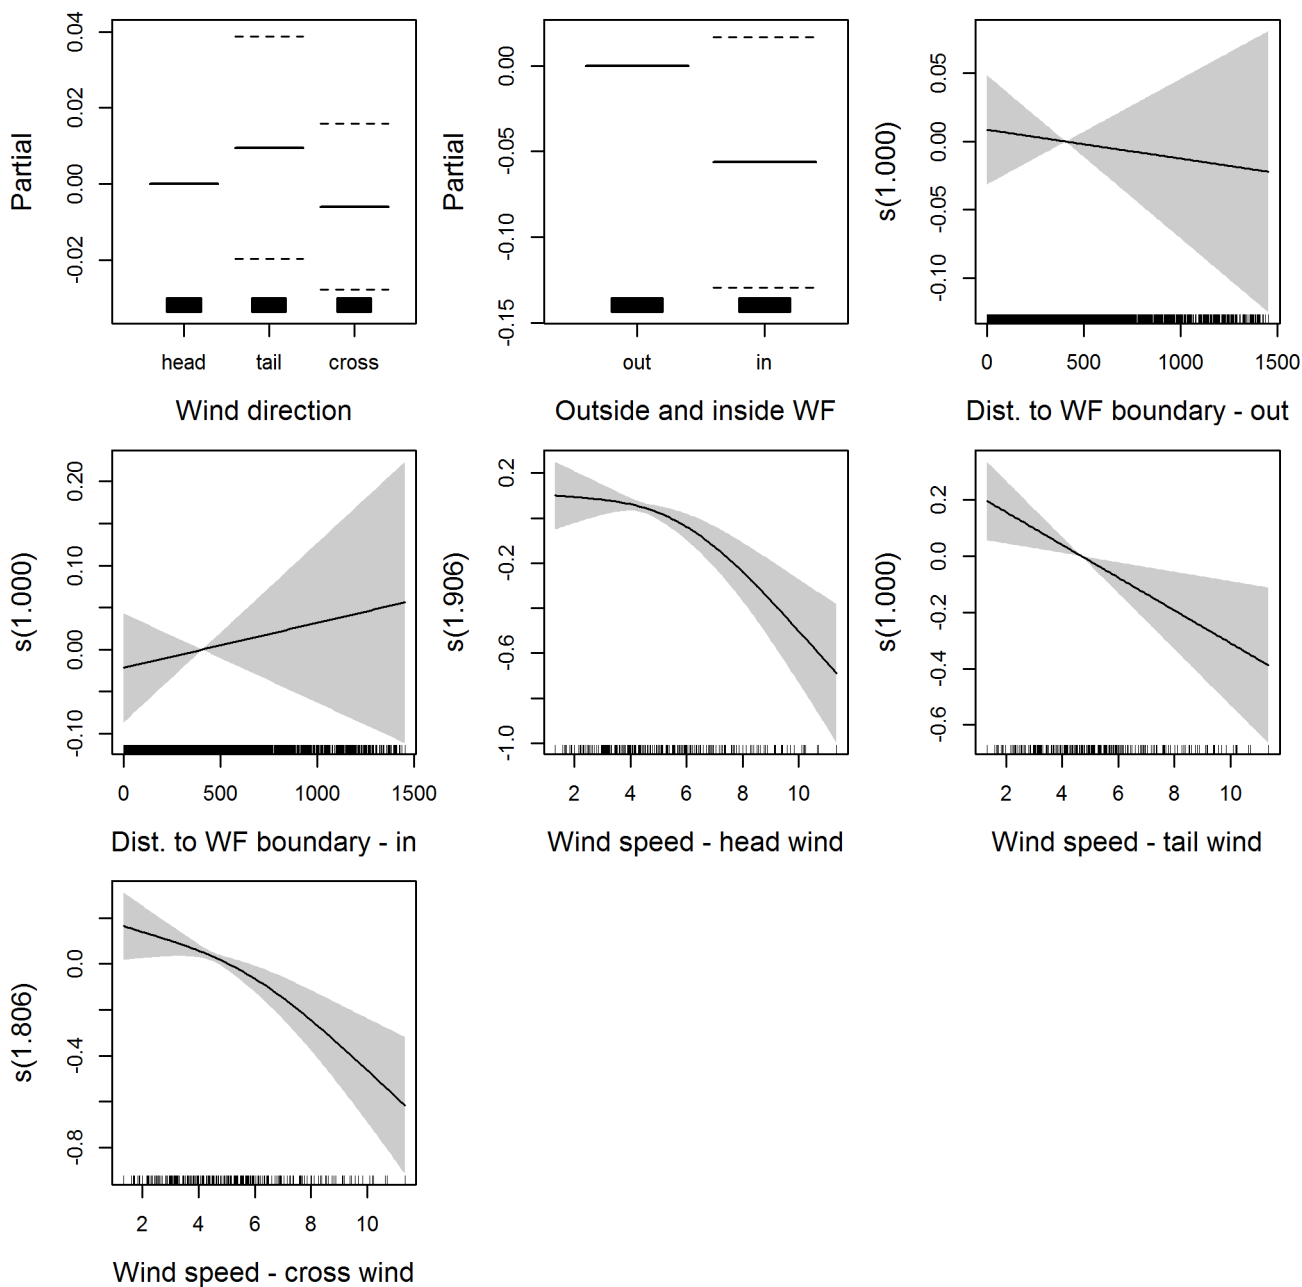 Partial
0.04
0.02
0.00
-0.02
head tail cross
Wind direction
Partial
0.00
-0.05
-0.10
-0.15
out in
Outside and inside WF
s(1.000)
0.05
0.00
-0.05
-0.10
0 500 1000 1500
Dist. to WF boundary - out
s(1.000)
0.20
0.10
0.00
-0.10
0 500 1000 1500
Dist. to WF boundary - in
s(1.906)
0.2
-0.2
-0.6
-1.0
2 4 6 8 10
Wind speed - head wind
s(1.000)
0.2
0.0
-0.2
-0.4
-0.6
2 4 6 8 10
Wind speed - tail wind
s(1.806)
0.0
-0.4
-0.8
2 4 6 8 10
Wind speed - cross wind